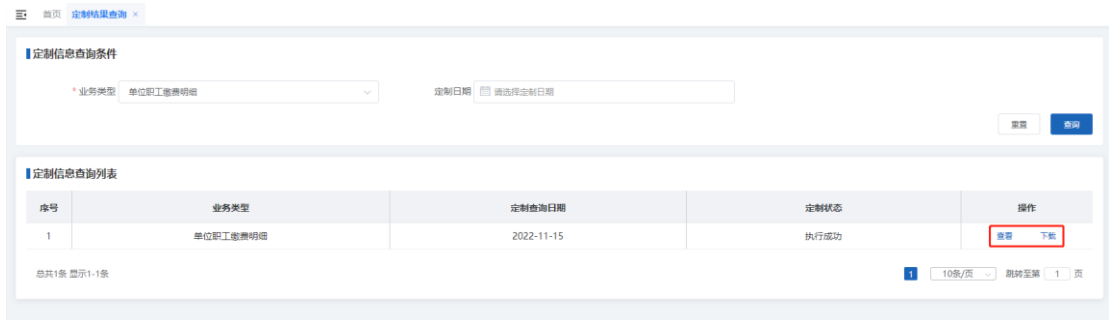 首页 定制结果查询 ×
定制信息查询条件
* 业务类型 单位职工缴费明细 定制日期 请选择定制日期
重置 查询
定制信息查询列表
序号 业务类型 定制查询日期 定制状态 操作
1 单位职工缴费明细 2022-11-15 执行成功 查看 下载
总共1条 显示1-1条 1 10条/页 跳转至第 1 页